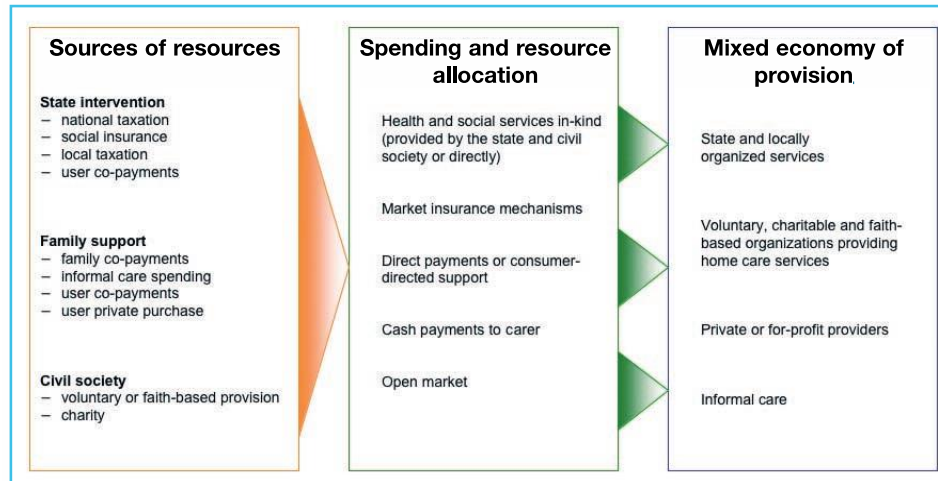 Sources of resources
State intervention
– national taxation
– social insurance
– local taxation
– user co-payments
Family support
– family co-payments
– informal care spending
– user co-payments
– user private purchase
Civil society
– voluntary or faith-based provision
– charity
Spending and resource
allocation
Health and social services in-kind
(provided by the state and civil
society or directly)
Market insurance mechanisms
Direct payments or consumer-
directed support
Cash payments to carer
Open market
Mixed economy of
provision
State and locally
organized services
Voluntary, charitable and faith-
based organizations providing
home care services
Private or for-profit providers
Informal care